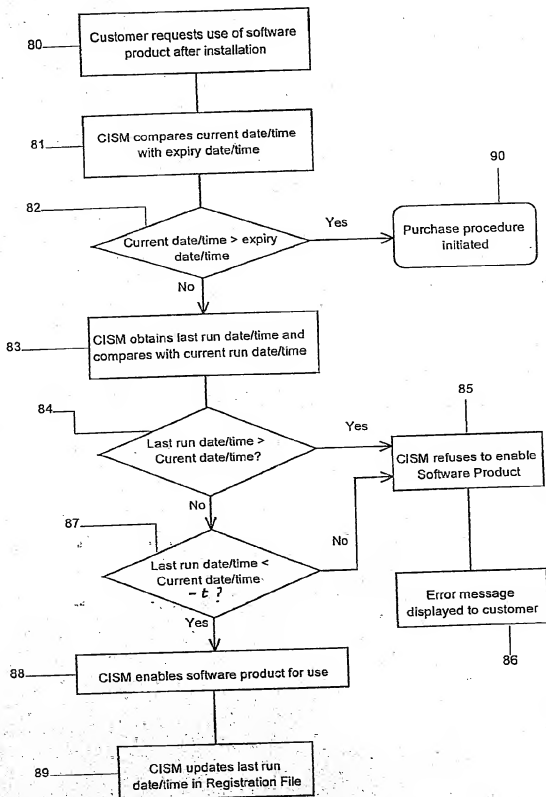 80
Customer requests use of software
product after installation
81
CISM compares current date/time
with expiry date/time
82
Current date/time > expiry
date/time
Yes
90
Purchase procedure
initiated
No
83
CISM obtains last run date/time and
compares with current run date/time
84
Last run date/time >
Curent date/time?
Yes
85
CISM refuses to enable
Software Product
No
87
Last run date/time <
Current date/time
- t ?
No
Error message
displayed to customer
86
Yes
88
CISM enables software product for use
89
CISM updates last run
date/time in Registration File